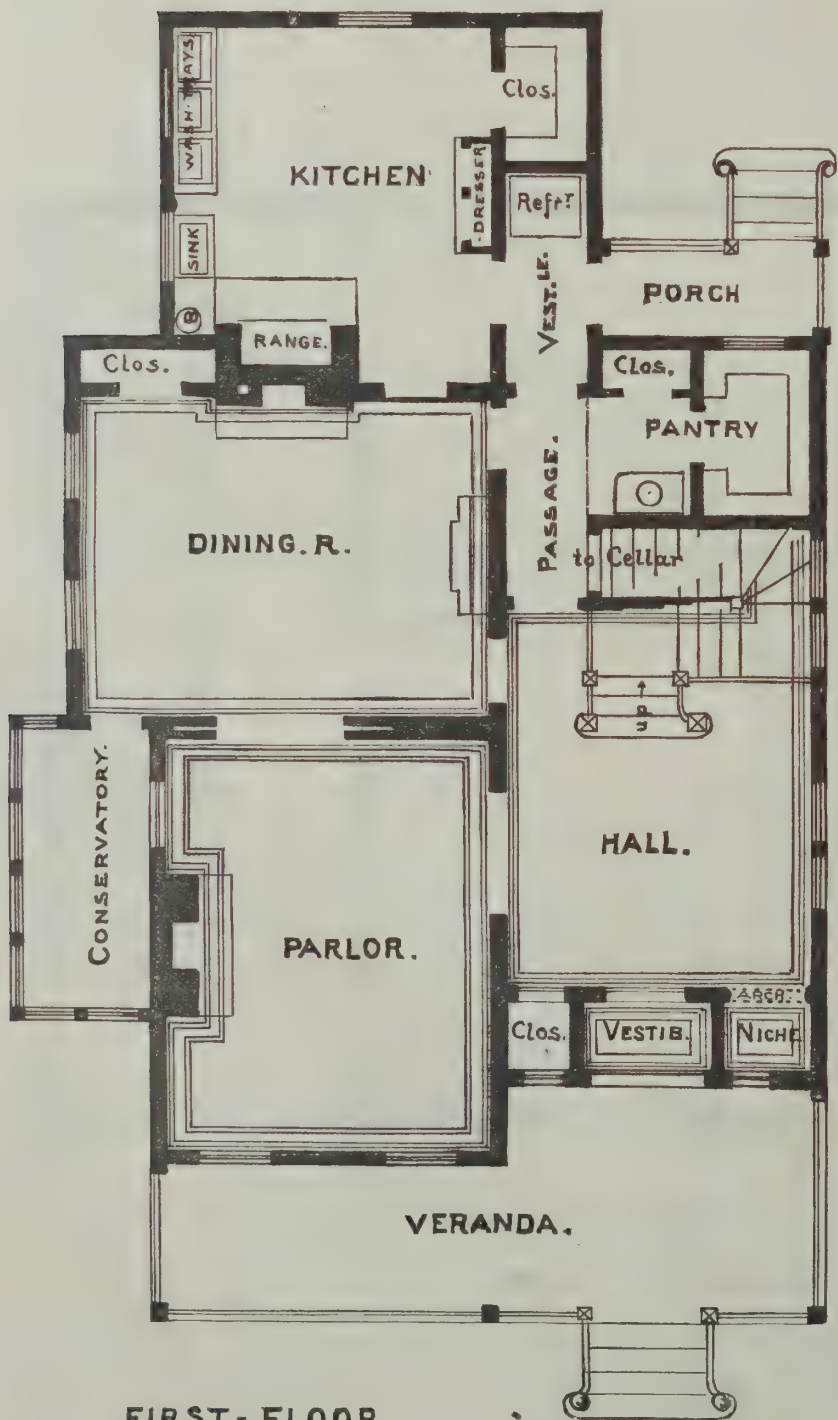 WASH-TRAYS.
Clos.
KITCHEN
DRESSER
Refr.T
SINK
VEST.LE.
PORCH
B
RANGE.
Clos.
Clos.
PANTRY
PASSAGE.
DINING. R.
to Cellar
UP
CONSERVATORY.
HALL.
PARLOR.
Clos.
VESTIB.
NICHE
VERANDA.
FIRST-FLOOR